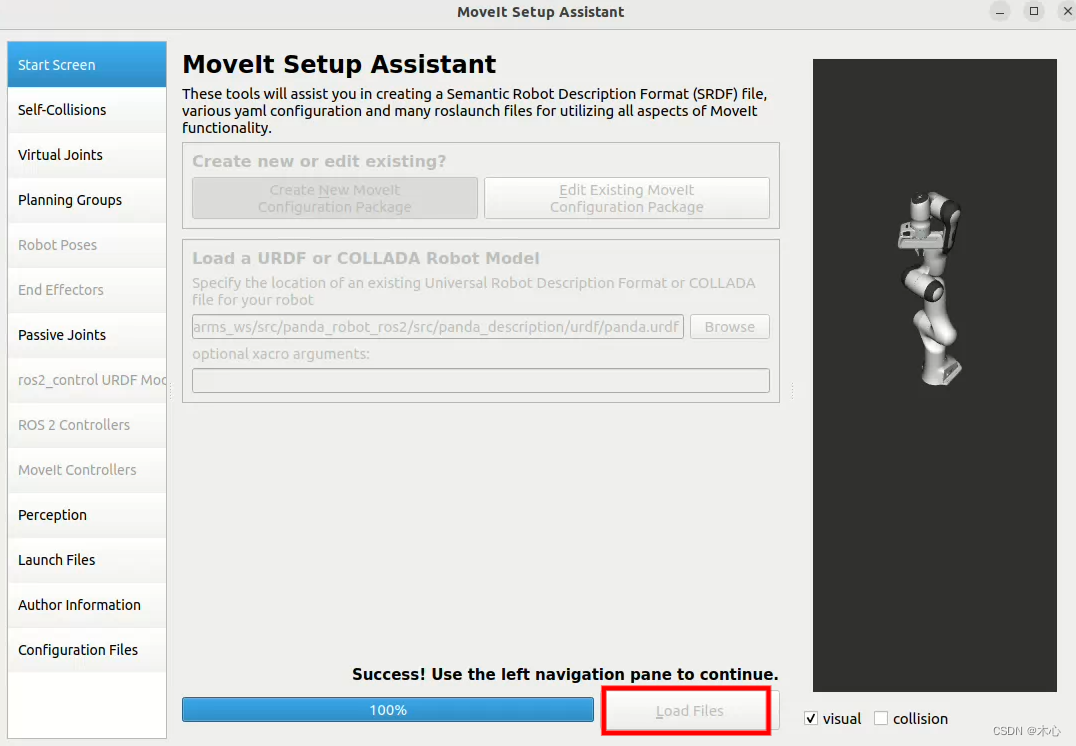 MoveIt Setup Assistant
Start Screen
Self-Collisions
Virtual Joints
Planning Groups
Robot Poses
End Effectors
Passive Joints
ros2_control URDF Moc
ROS 2 Controllers
MoveIt Controllers
Perception
Launch Files
Author Information
Configuration Files
MoveIt Setup Assistant
These tools will assist you in creating a Semantic Robot Description Format (SRDF) file,
various yaml configuration and many roslaunch files for utilizing all aspects of MoveIt
functionality.
Create new or edit existing?
Create New MoveIt
Configuration Package
Edit Existing MoveIt
Configuration Package
Load a URDF or COLLADA Robot Model
Specify the location of an existing Universal Robot Description Format or COLLADA
file for your robot
arms_ws/src/panda_robot_ros2/src/panda_description/urdf/panda.urdf
Browse
optional xacro arguments:
Success! Use the left navigation pane to continue.
100%
Load Files
visual
collision
CSDN @木心